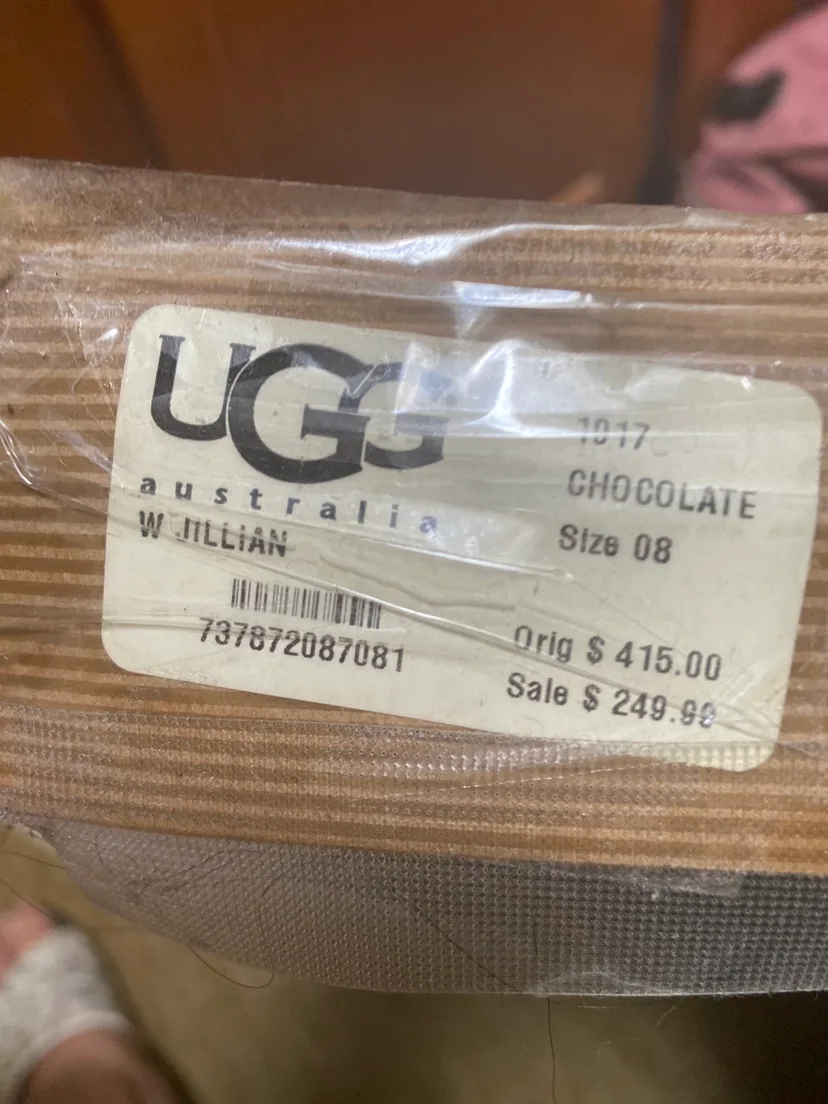 UGG
australia
W JILLIAN
737872087081
1917
CHOCOLATE
Size 08
Orig $ 415.00
Sale $ 249.99